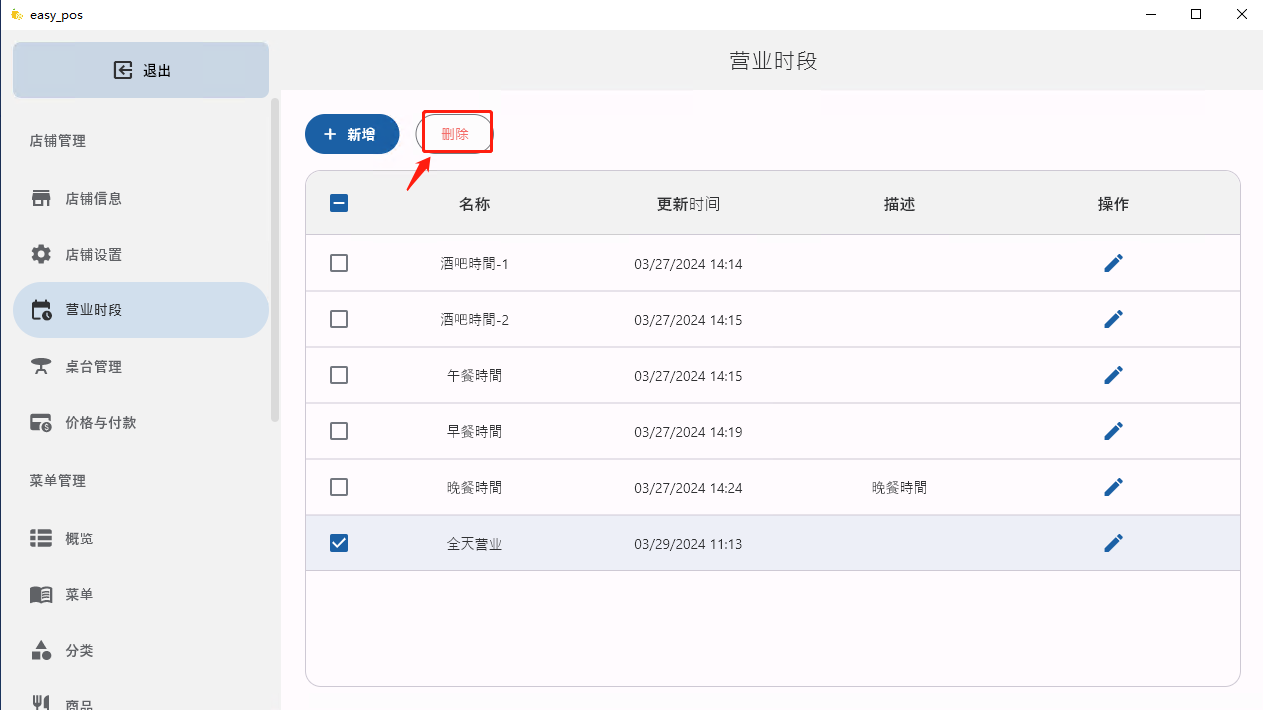 easy_pos
退出
营业时段
店铺管理
店铺信息
店铺设置
营业时段
桌台管理
价格与付款
菜单管理
概览
菜单
分类
商品
新增
删除
名称 更新时间 描述 操作
酒吧時間-1 03/27/2024 14:14
酒吧時間-2 03/27/2024 14:15
午餐時間 03/27/2024 14:15
早餐時間 03/27/2024 14:19
晚餐時間 03/27/2024 14:24 晚餐時間
全天营业 03/29/2024 11:13